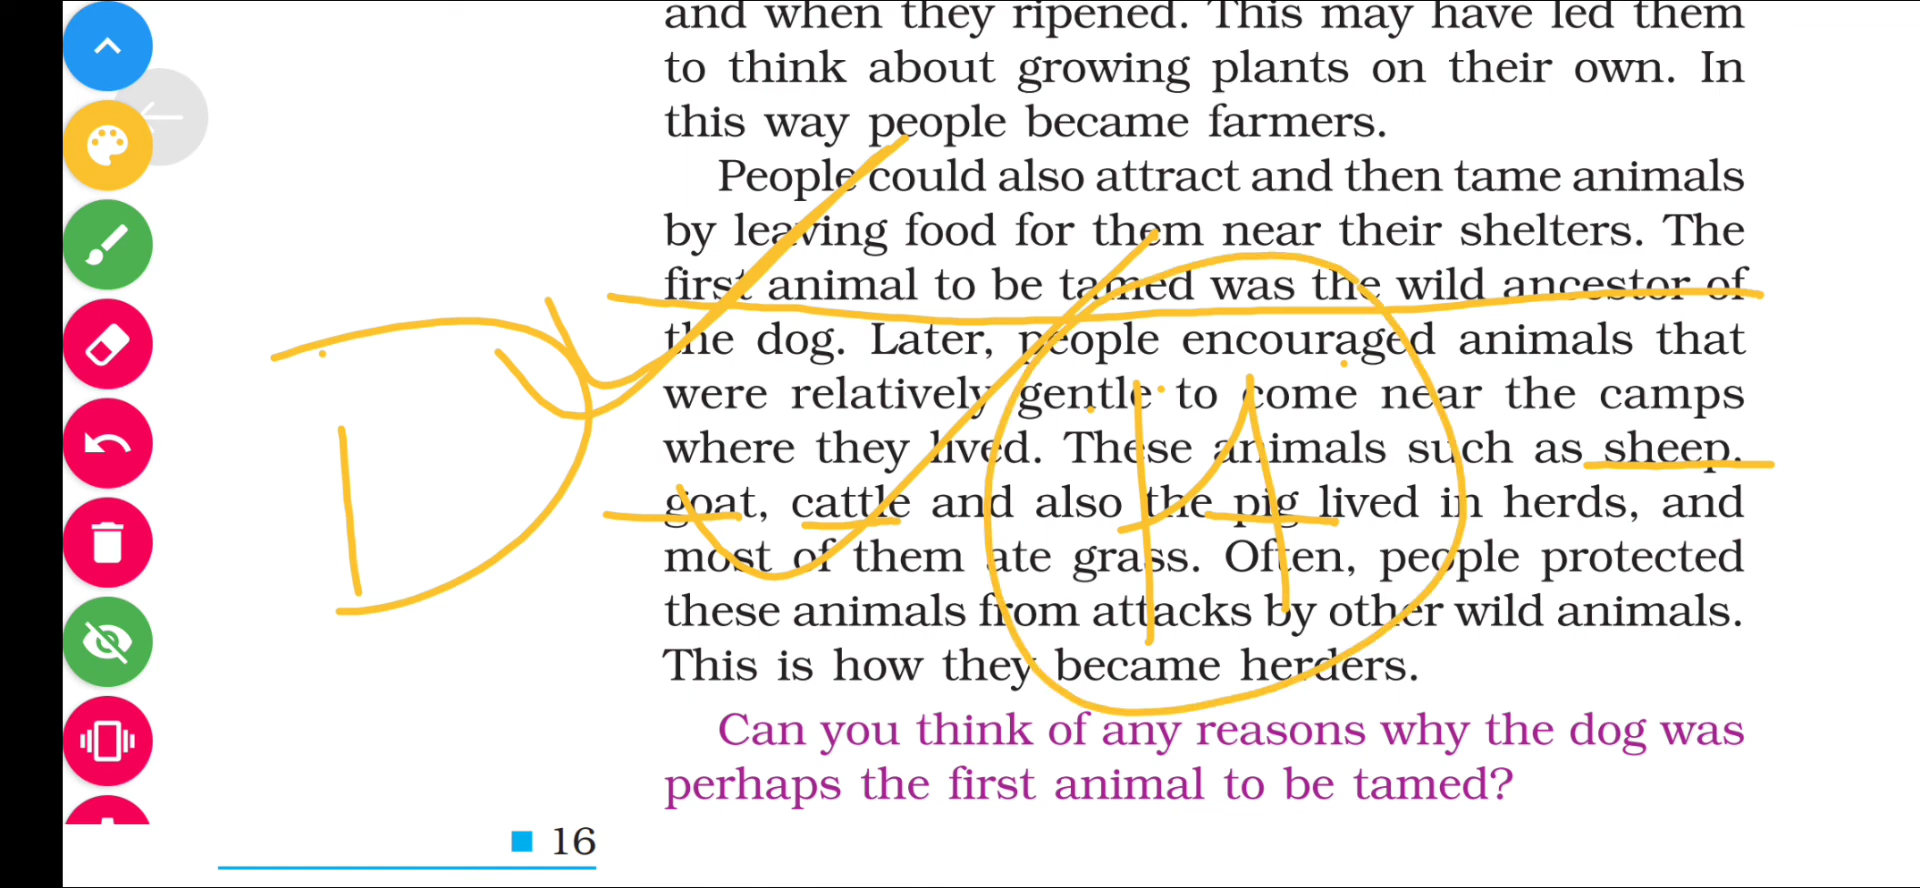 and when they ripened. This may have led them
to think about growing plants on their own. In
this way people became farmers.
People could also attract and then tame animals
by leaving food for them near their shelters. The
first animal to be tamed was the wild ancestor of
the dog. Later, people encouraged animals that
were relatively gentle to come near the camps
where they lived. These animals such as sheep,
goat, cattle and also the pig lived in herds, and
most of them ate grass. Often, people protected
these animals from attacks by other wild animals.
This is how they became herders.
Can you think of any reasons why the dog was
perhaps the first animal to be tamed?
16
D